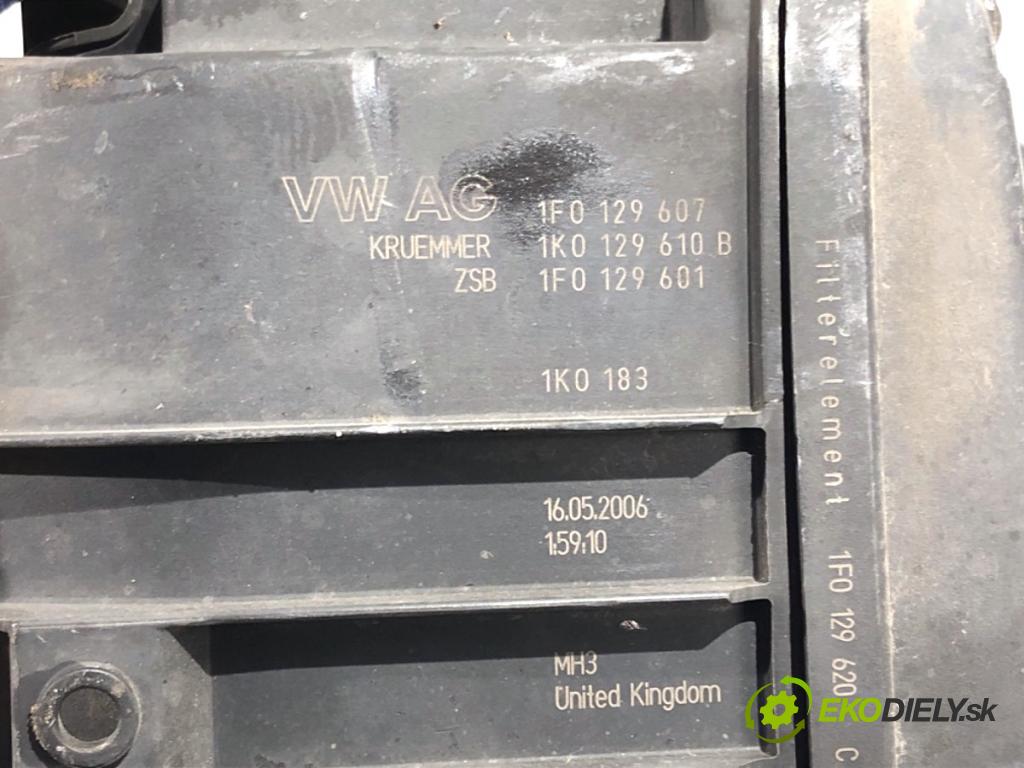 VW AG 1F0 129 607
KRUEMMER 1K0 129 610 B
ZSB 1F0 129 601
1K0 183
16.05.2006
1:59:10
MH3
United Kingdom
Filterelement 1F0 129 620 C
EKODIELY.sk